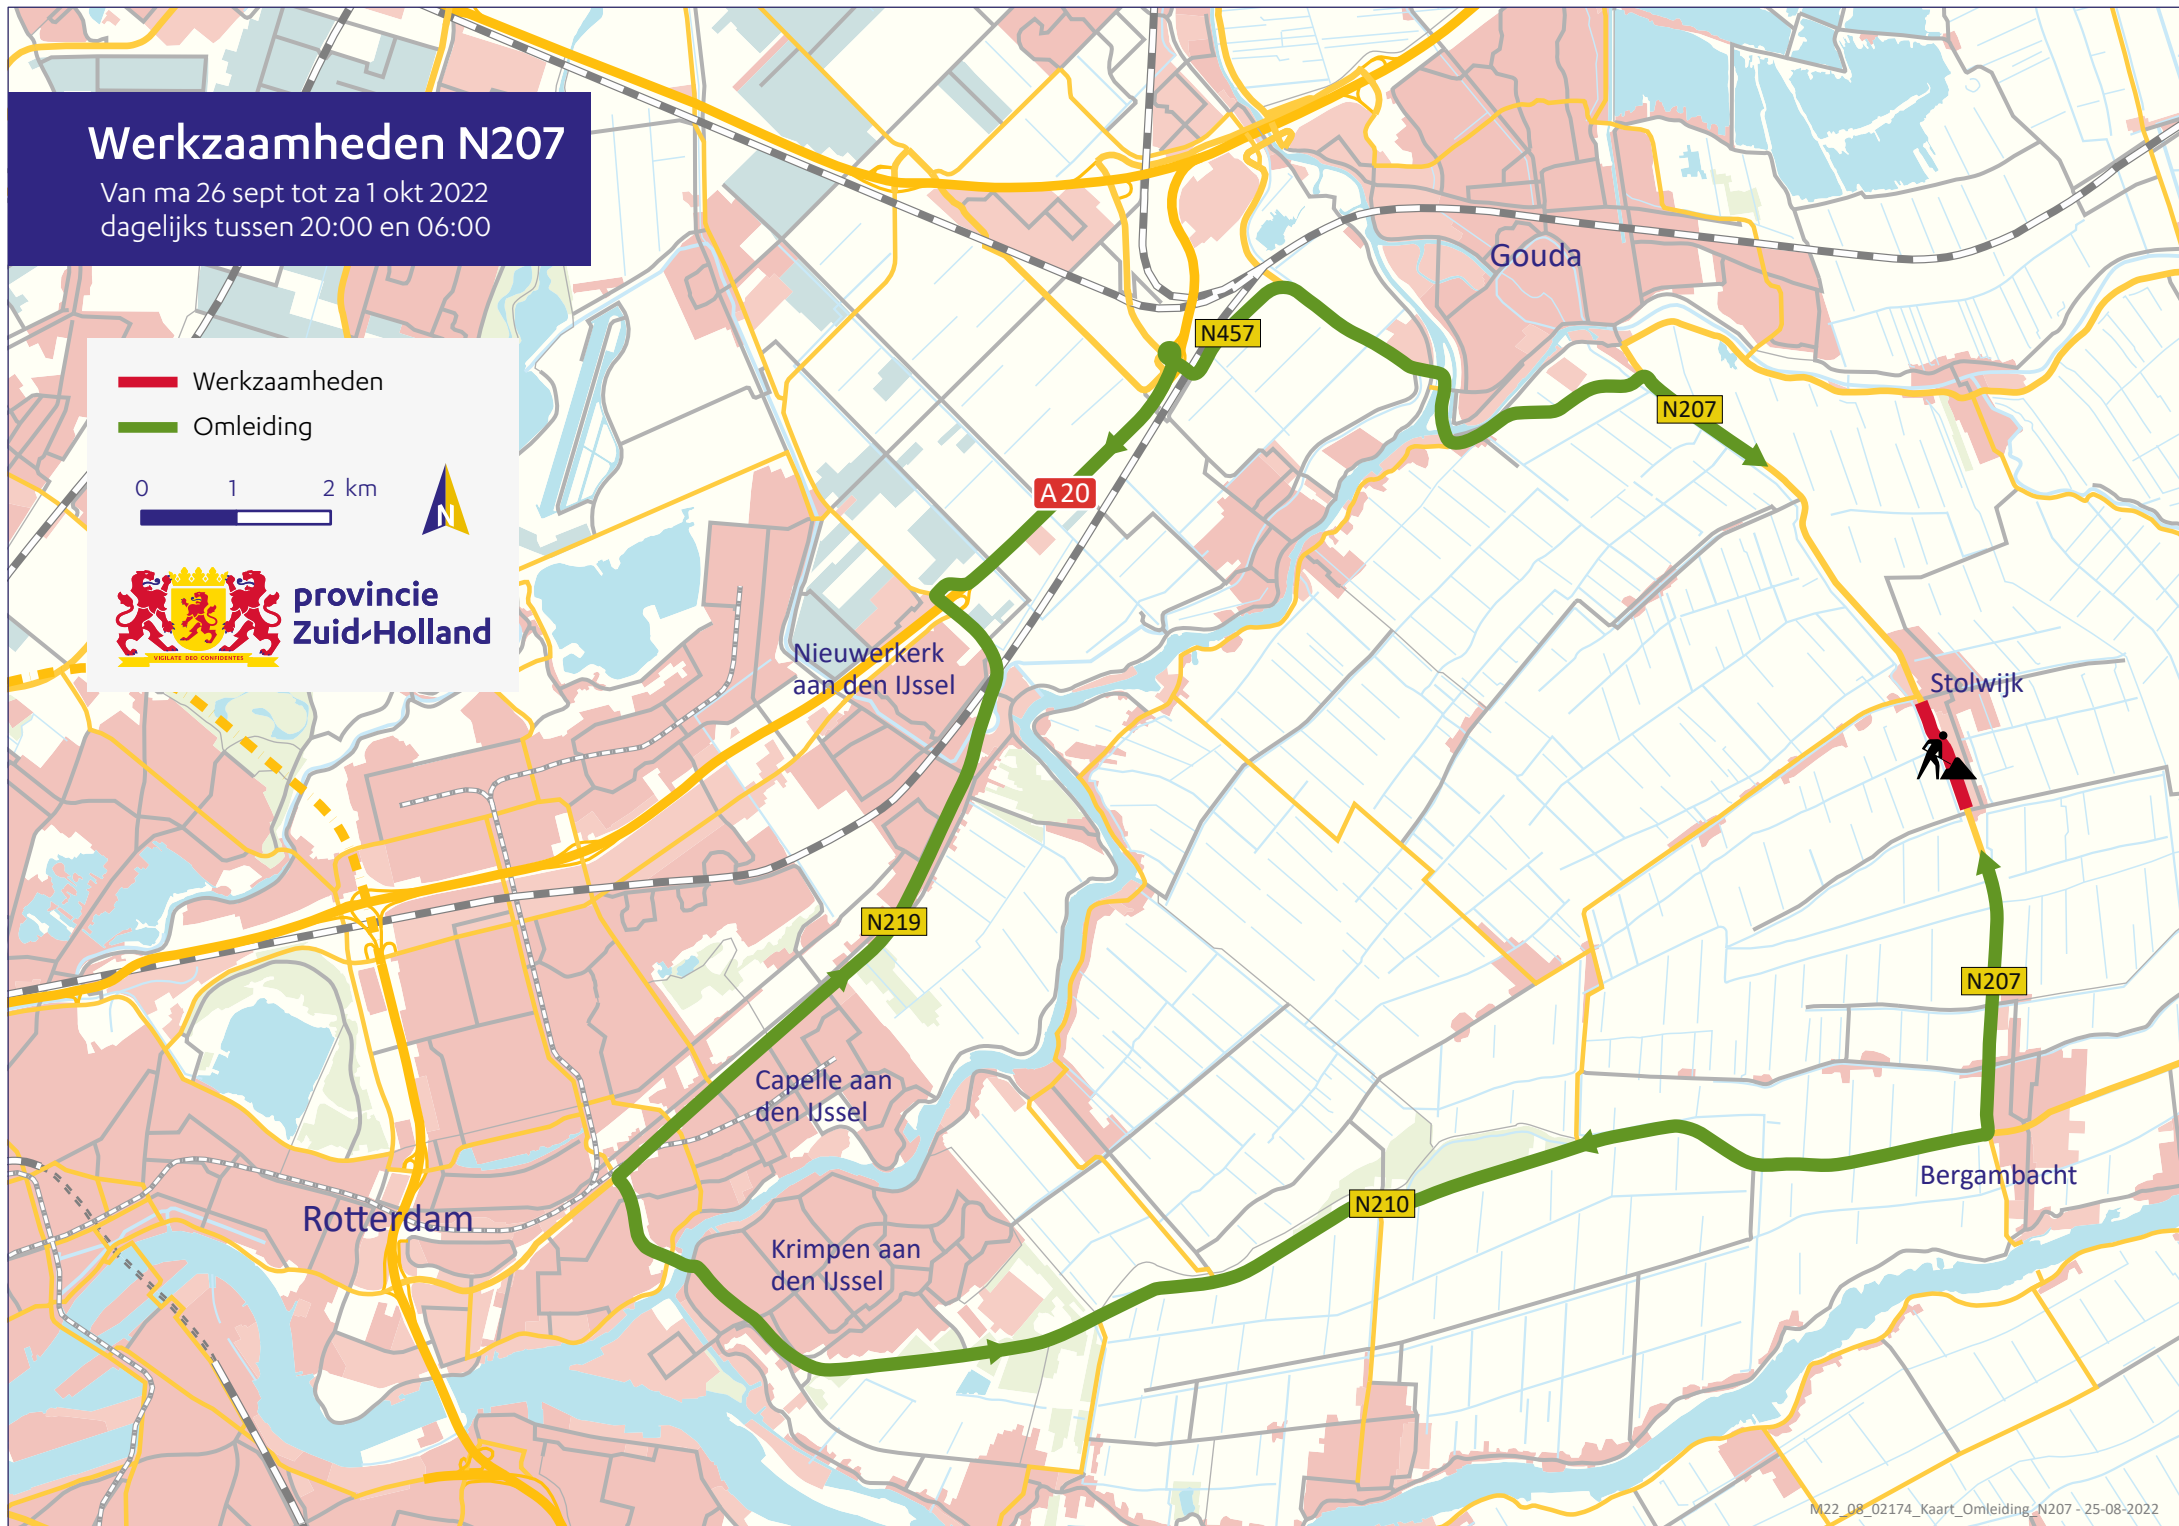 Werkzaamheden N207
Van ma 26 sept tot za 1 okt 2022
dagelijks tussen 20:00 en 06:00
Werkzaamheden
Omleiding
0 1 2 km
N
provincie
Zuid-Holland
VIGILATE DEO CONFIDENTES
Gouda
N457
N207
A20
Nieuwerkerk
aan den IJssel
Stolwijk
N219
N207
Capelle aan
den IJssel
Bergambacht
N210
Rotterdam
Krimpen aan
den IJssel
M22_08_02174_Kaart_Omleiding_N207 - 25-08-2022